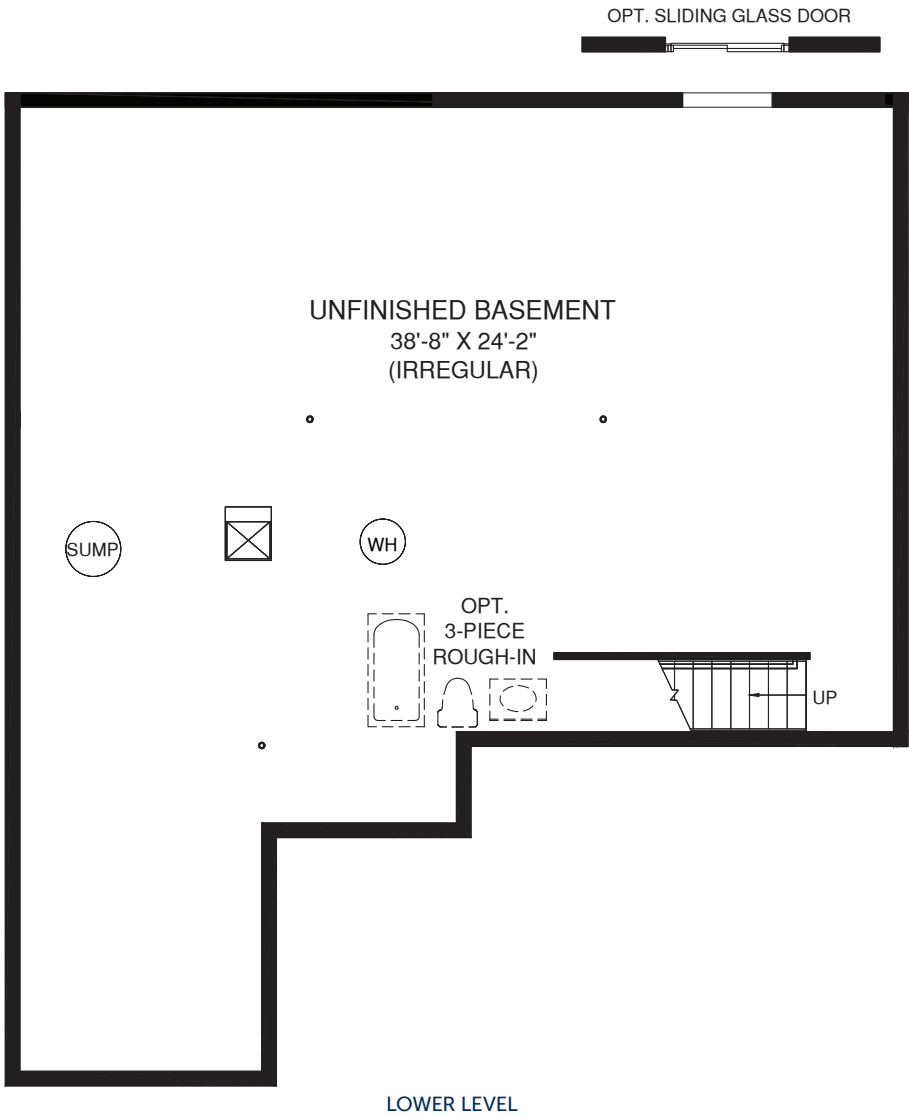 OPT. SLIDING GLASS DOOR
UNFINISHED BASEMENT
38'-8" X 24'-2"
(IRREGULAR)
SUMP
WH
OPT.
3-PIECE
ROUGH-IN
UP
LOWER LEVEL